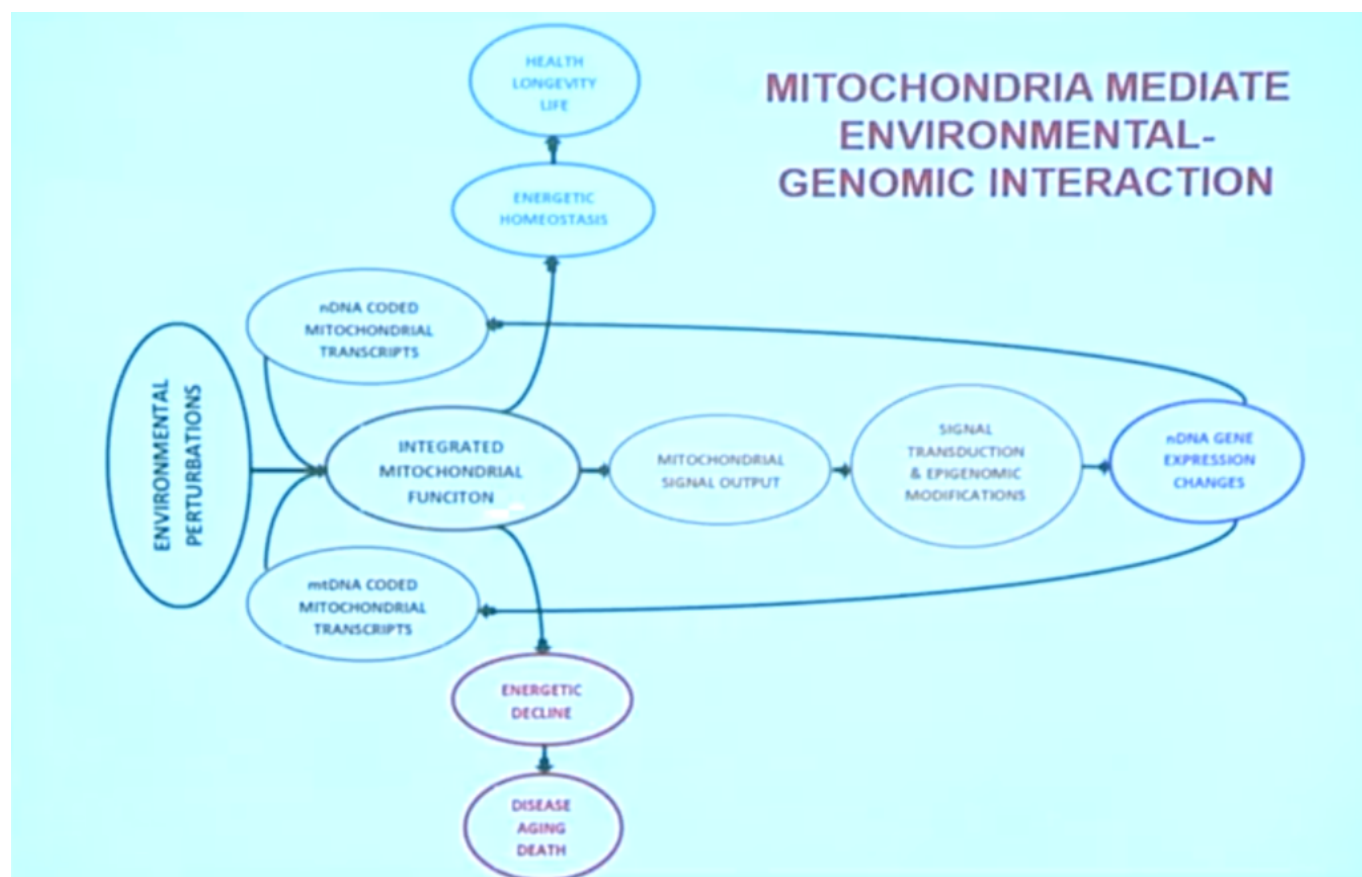 MITOCHONDRIA MEDIATE
ENVIRONMENTAL-
GENOMIC INTERACTION
HEALTH
LONGEVITY
LIFE
ENERGETIC
HOMEOSTASIS
nDNA CODED
MITOCHONDRIAL
TRANSCRIPTS
ENVIRONMENTAL
PERTURBATIONS
INTEGRATED
MITOCHONDRIAL
FUNCITON
MITOCHONDRIAL
SIGNAL OUTPUT
SIGNAL
TRANSDUCTION
& EPIGENOMIC
MODIFICATIONS
nDNA GENE
EXPRESSION
CHANGES
mtDNA CODED
MITOCHONDRIAL
TRANSCRIPTS
ENERGETIC
DECLINE
DISEASE
AGING
DEATH